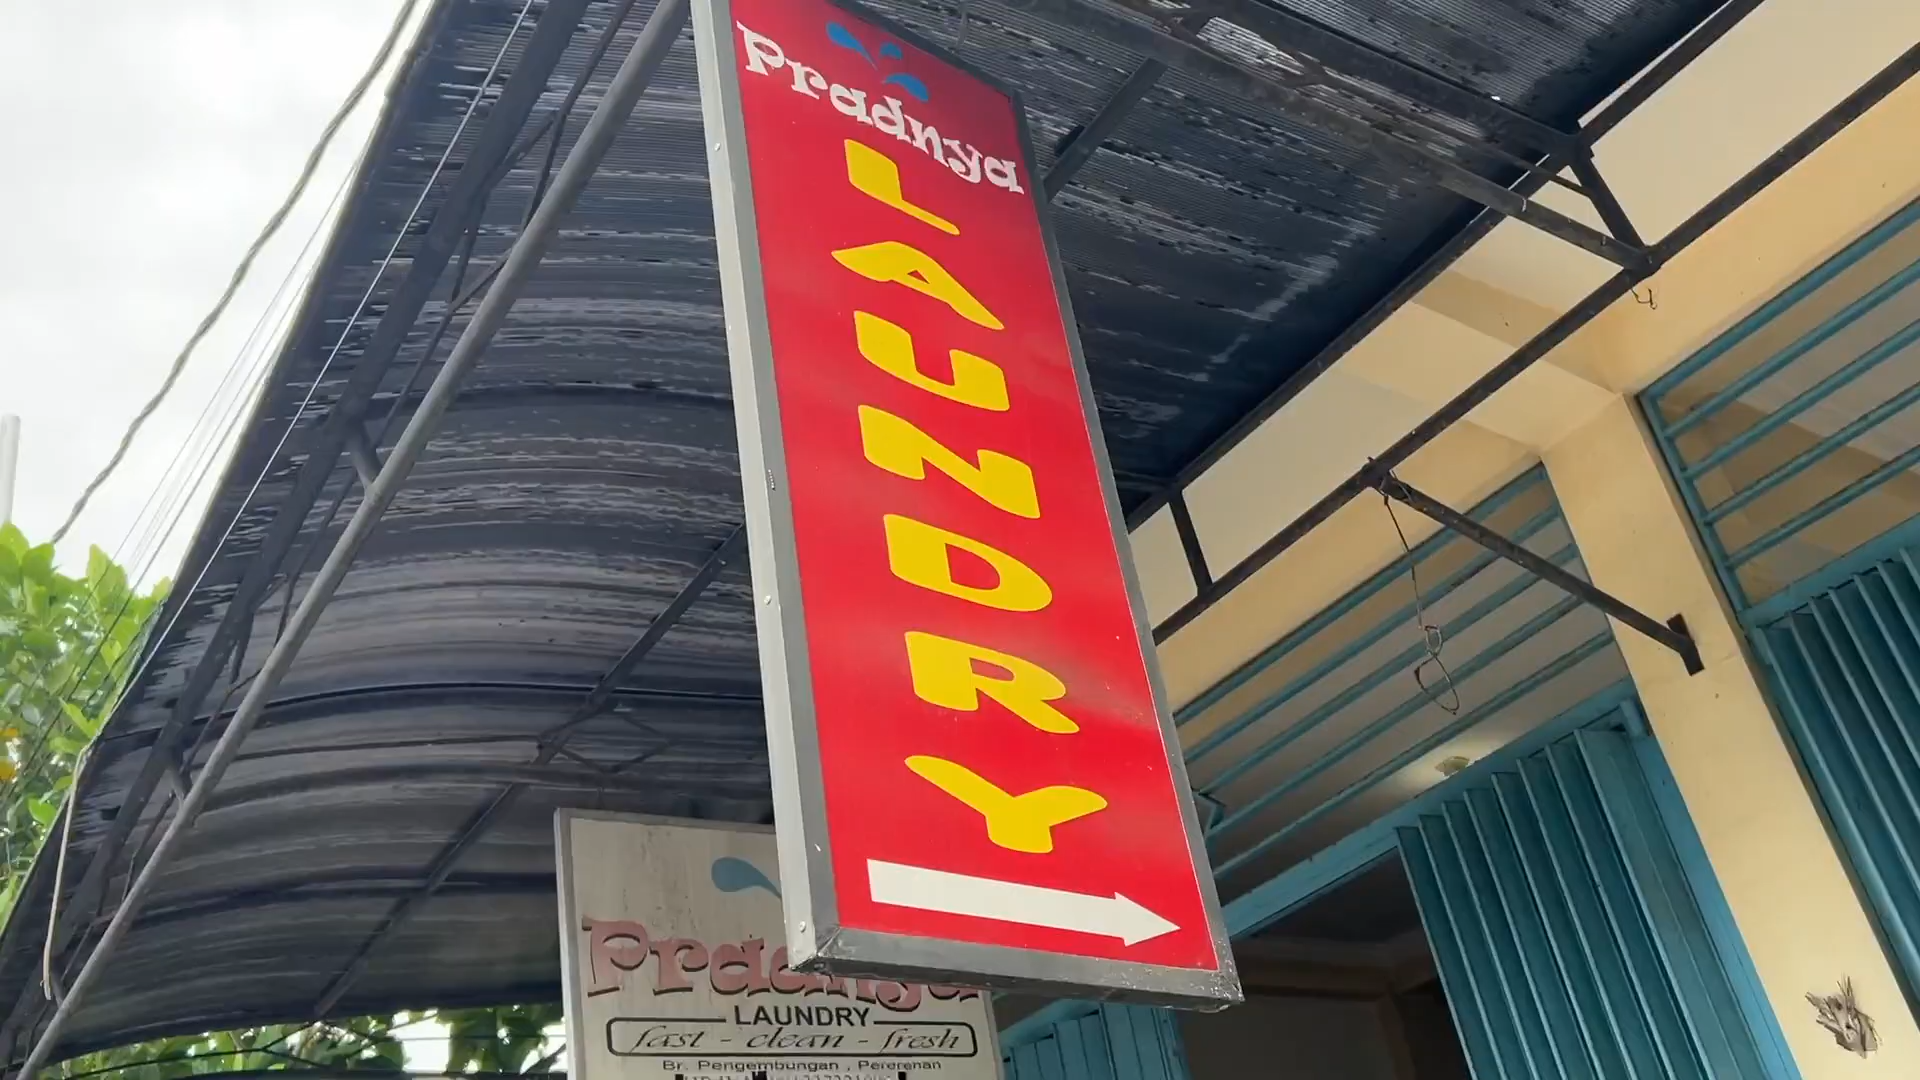 Pradnya
LAUNDRY
Pradnya
LAUNDRY
fast - clean - fresh
Br. Pengembungan , Pererenan